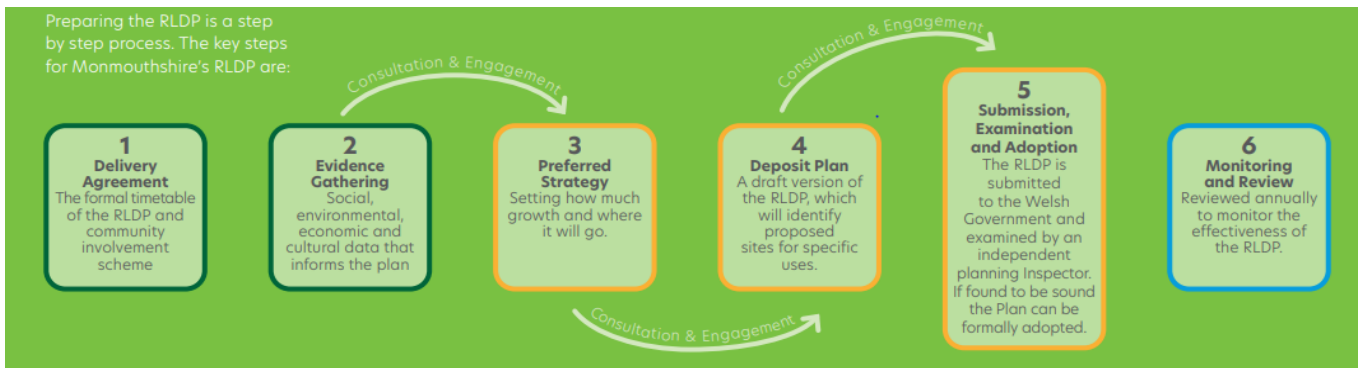 Preparing the RLDP is a step
by step process. The key steps
for Monmouthshire's RLDP are:
1
Delivery
Agreement
The formal timetable
of the RLDP and
community
involvement
scheme
2
Evidence
Gathering
Social,
environmental,
economic and
cultural data that
informs the plan
Consultation & Engagement
3
Preferred
Strategy
Setting how much
growth and where
it will go.
Consultation & Engagement
4
Deposit Plan
A draft version of
the RLDP, which
will identify
proposed
sites for specific
uses.
Consultation & Engagement
5
Submission,
Examination
and Adoption
The RLDP is
submitted
to the Welsh
Government and
examined by an
independent
planning Inspector.
If found to be sound
the Plan can be
formally adopted.
6
Monitoring
and Review
Reviewed annually
to monitor the
effectiveness of
the RLDP.